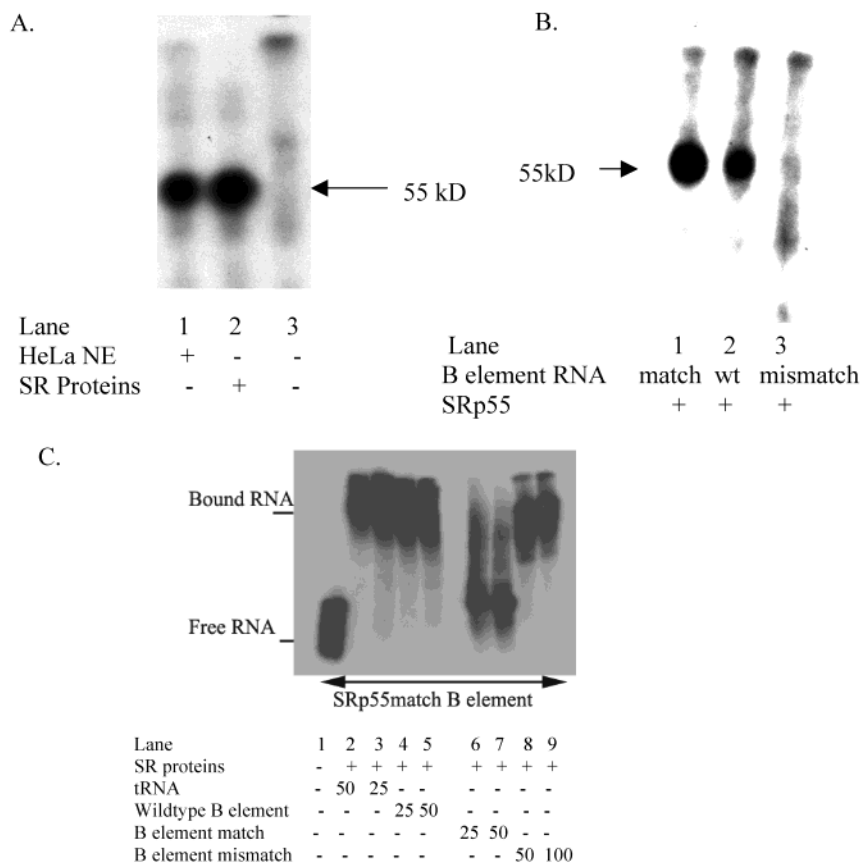 A.
55 kD
Lane 1 2 3
HeLa NE + - -
SR Proteins - + -
B.
55kD
Lane 1 2 3
B element RNA match wt mismatch
SRp55 + + +
C.
Bound RNA
Free RNA
SRp55match B element
Lane 1 2 3 4 5 6 7 8 9
SR proteins - + + + + + + + +
tRNA - 50 25 - - - - - -
Wildtype B element - - - 25 50 - - - -
B element match - - - - - 25 50 - -
B element mismatch - - - - - - - 50 100